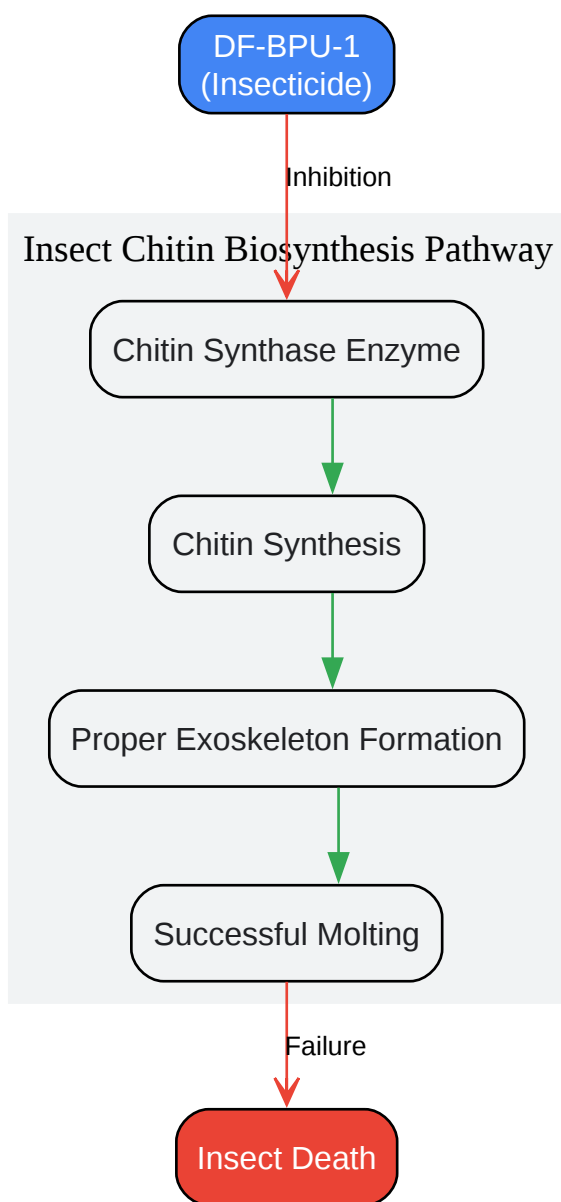 DF-BPU-1
(Insecticide)
Inhibition
Insect Chitin Biosynthesis Pathway
Chitin Synthase Enzyme
Chitin Synthesis
Proper Exoskeleton Formation
Successful Molting
Failure
Insect Death